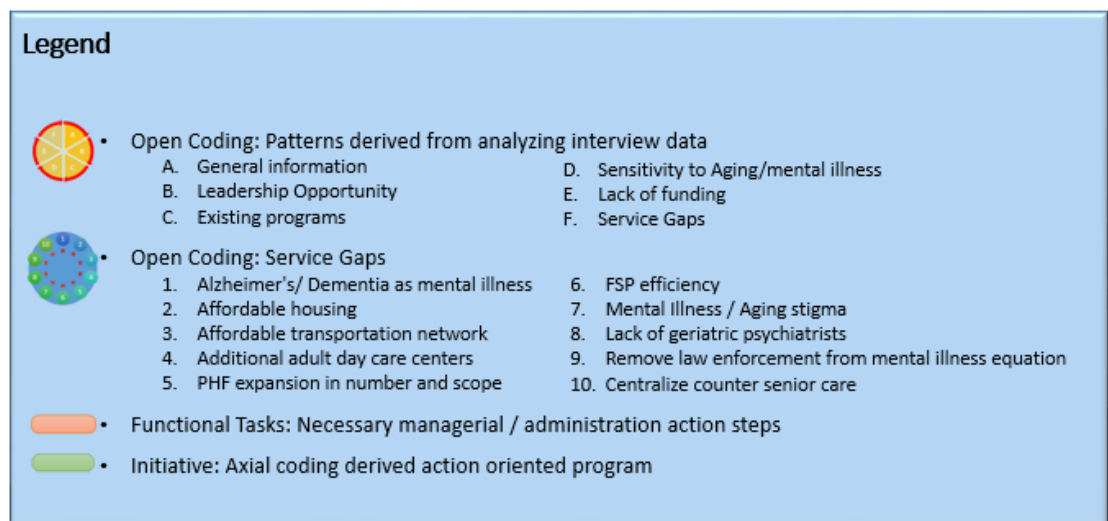 Legend
• Open Coding: Patterns derived from analyzing interview data
A. General information
B. Leadership Opportunity
C. Existing programs
D. Sensitivity to Aging/mental illness
E. Lack of funding
F. Service Gaps
• Open Coding: Service Gaps
1. Alzheimer's/ Dementia as mental illness
2. Affordable housing
3. Affordable transportation network
4. Additional adult day care centers
5. PHF expansion in number and scope
6. FSP efficiency
7. Mental Illness / Aging stigma
8. Lack of geriatric psychiatrists
9. Remove law enforcement from mental illness equation
10. Centralize counter senior care
• Functional Tasks: Necessary managerial / administration action steps
• Initiative: Axial coding derived action oriented program